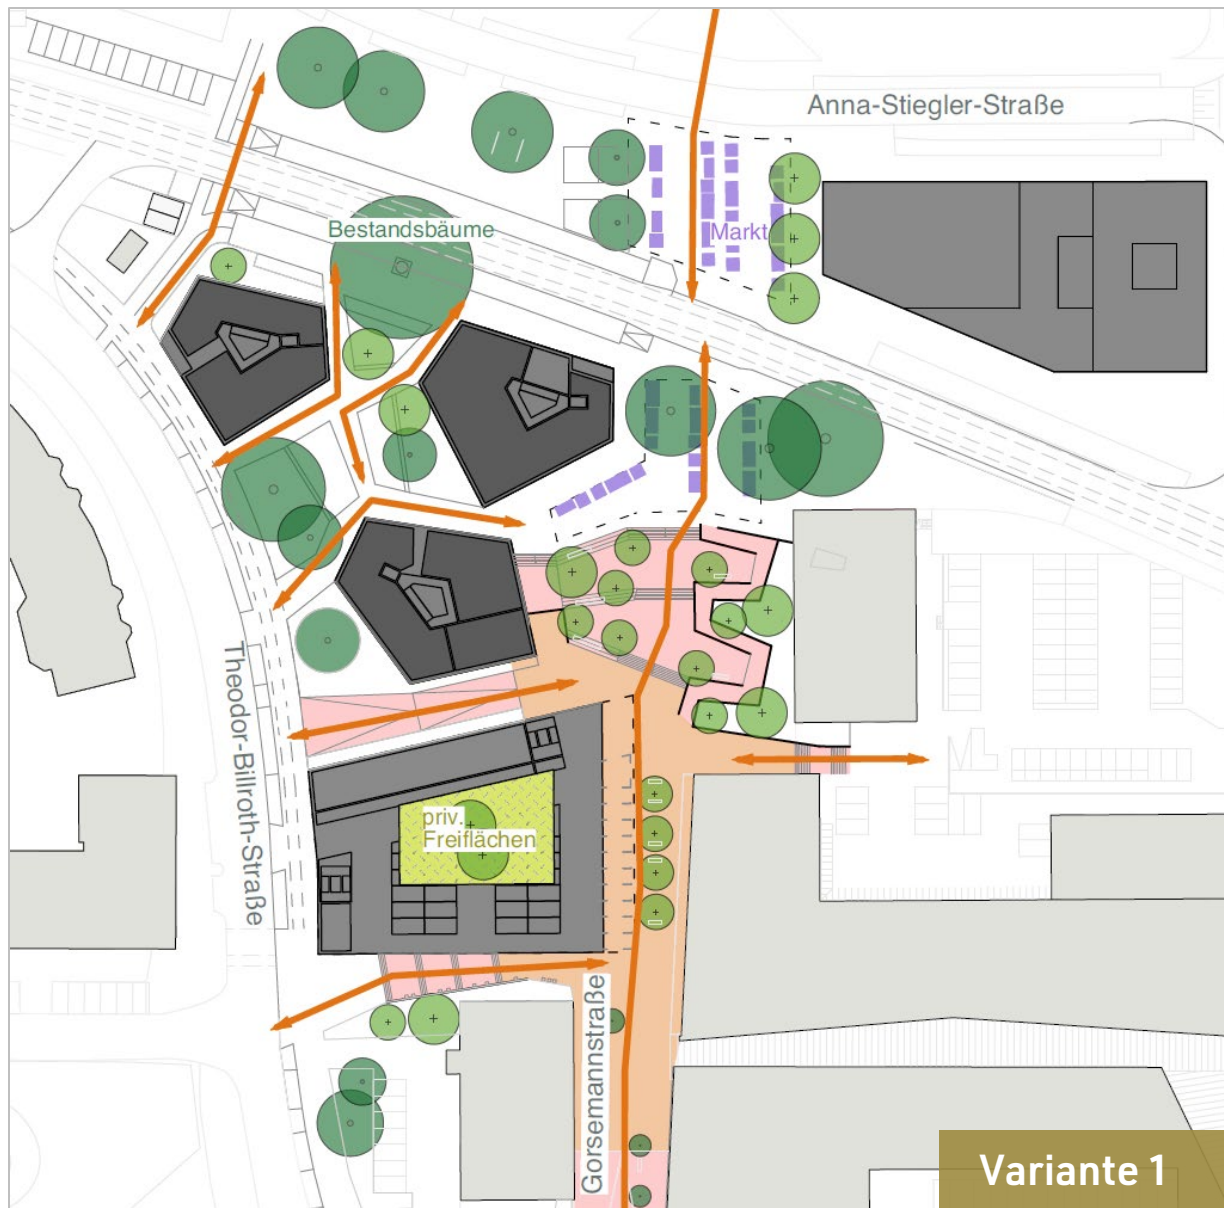 Anna-Stiegler-Straße
Bestandsbäume
Markt
Theodor-Billroth-Straße
priv.
Freiflächen
Gorsemannstraße
Variante 1